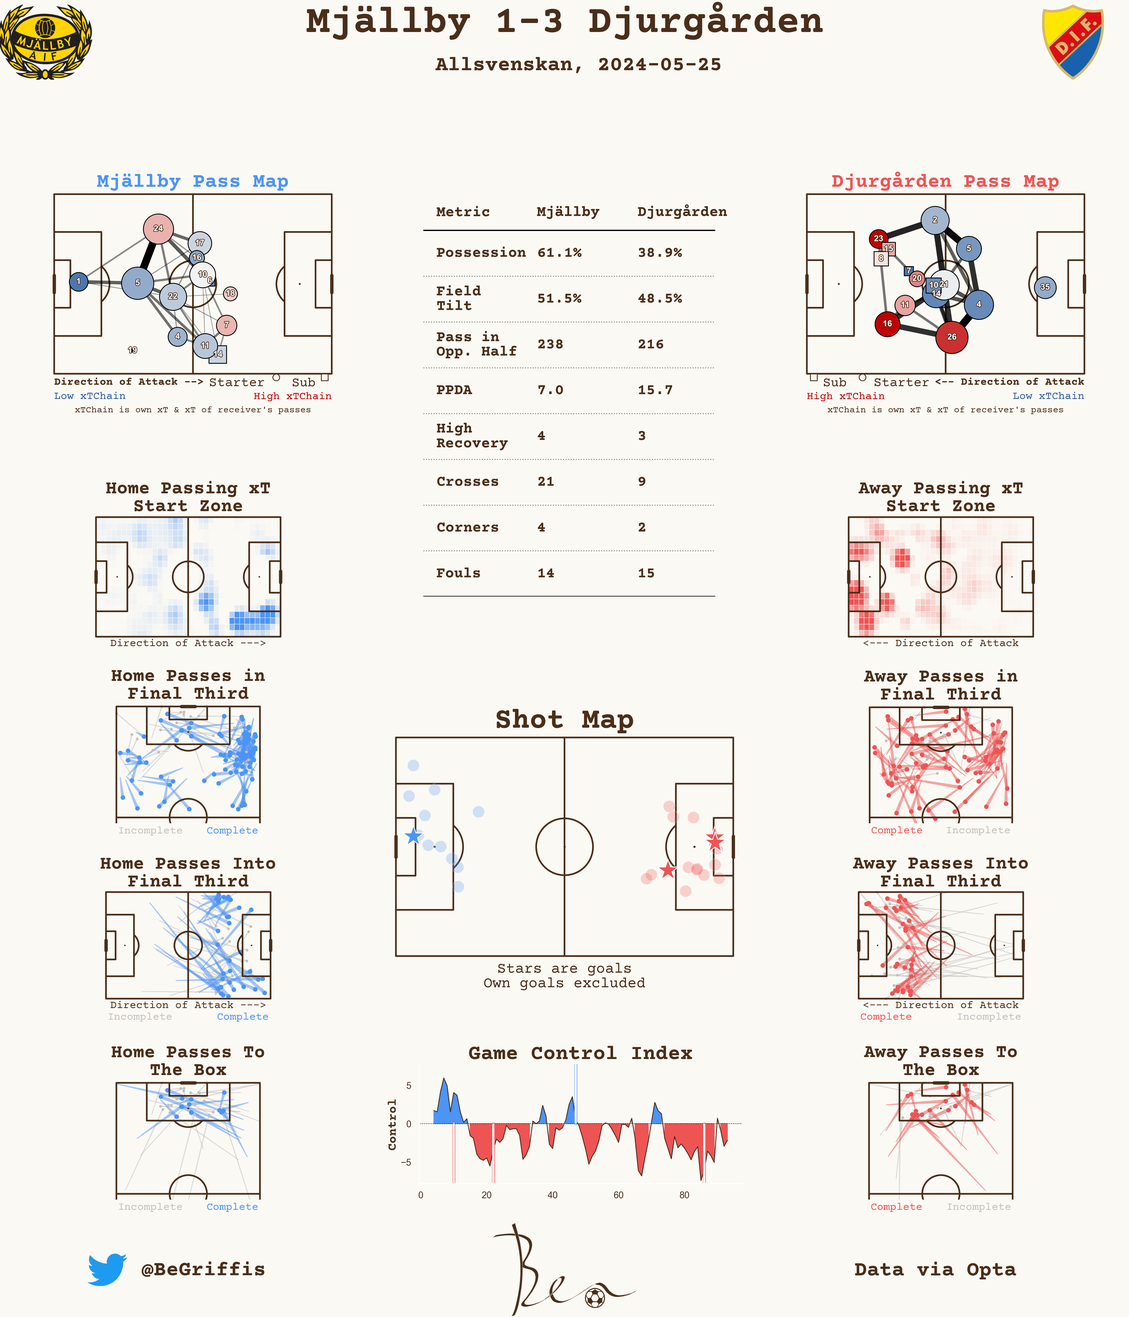 Mjällby 1-3 Djurgården
Allsvenskan, 2024-05-25
MJÄLLBY
A I F
D.I.F.
Mjällby Pass Map
24
17
16
10
6
1
5
22
18
7
4
11
14
19
Direction of Attack --> Starter Sub
Low xTChain High xTChain
xTChain is own xT & xT of receiver's passes
Metric Mjällby Djurgården
Possession 61.1% 38.9%
Field
Tilt 51.5% 48.5%
Pass in
Opp. Half 238 216
PPDA 7.0 15.7
High
Recovery 4 3
Crosses 21 9
Corners 4 2
Fouls 14 15
Djurgården Pass Map
2
23
15
8
5
7
20
10
21
35
11
4
16
26
Sub Starter <-- Direction of Attack
High xTChain Low xTChain
xTChain is own xT & xT of receiver's passes
Home Passing xT
Start Zone
Direction of Attack --->
Away Passing xT
Start Zone
<--- Direction of Attack
Home Passes in
Final Third
Incomplete Complete
Away Passes in
Final Third
Complete Incomplete
Shot Map
Stars are goals
Own goals excluded
Home Passes Into
Final Third
Direction of Attack --->
Incomplete Complete
Away Passes Into
Final Third
<--- Direction of Attack
Complete Incomplete
Home Passes To
The Box
Incomplete Complete
Game Control Index
Control
5
0
−5
0 20 40 60 80
Away Passes To
The Box
Complete Incomplete
@BeGriffis
Bea
Data via Opta